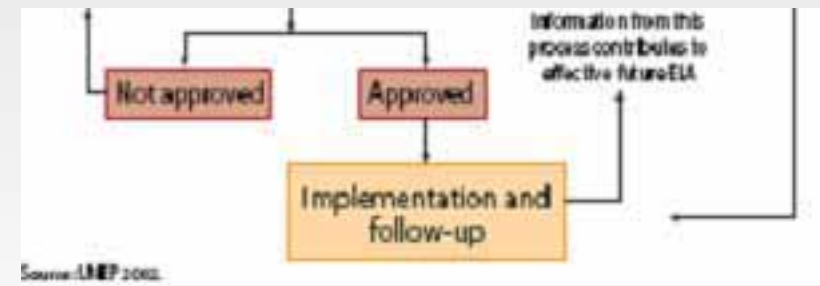 Information from this
process contributes to
effective future EIA
Not approved
Approved
Implementation and
follow-up
Source: UNEP 2002.